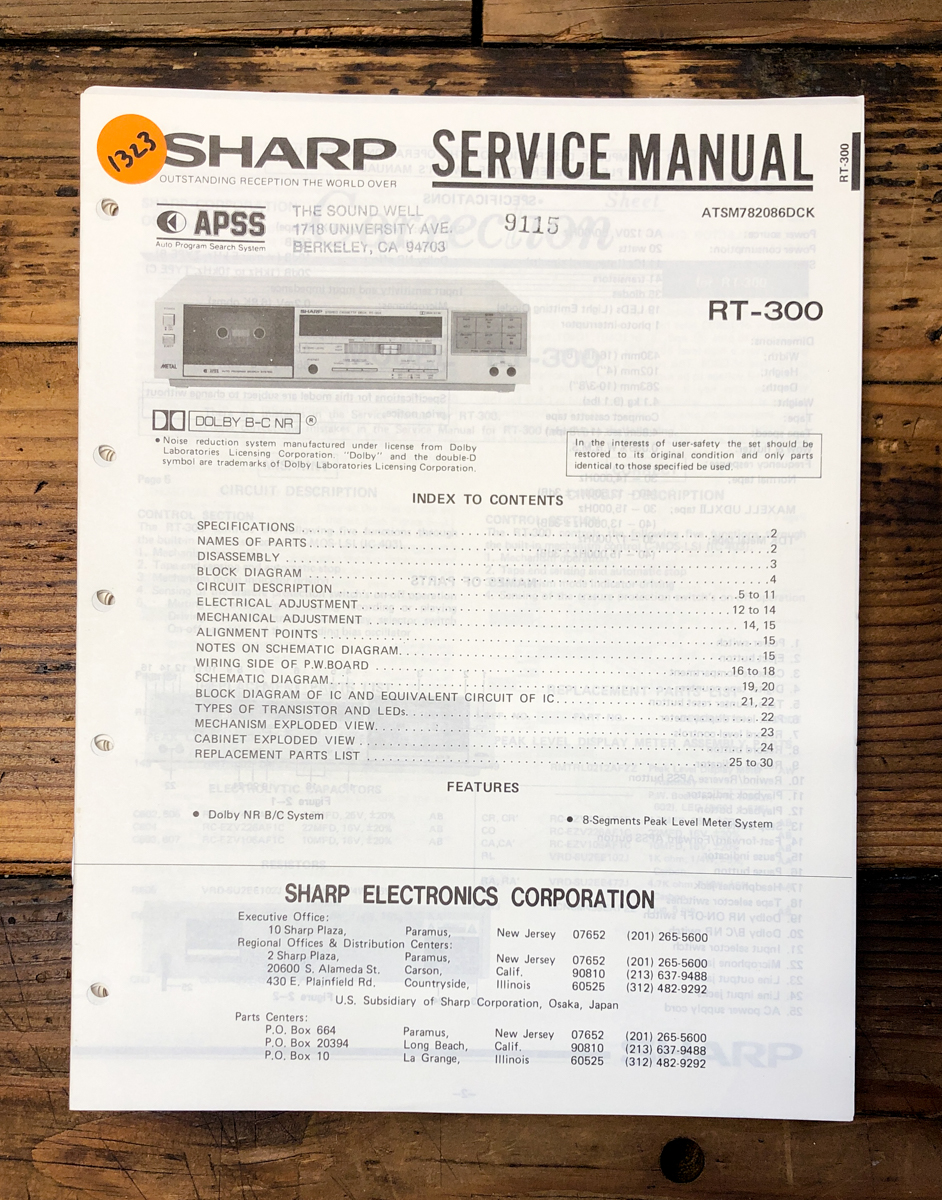 1323
SHARP
SERVICE MANUAL
RT-300
OUTSTANDING RECEPTION THE WORLD OVER
APSS
Auto Program Search System
THE SOUND WELL
1718 UNIVERSITY AVE.
BERKELEY, CA 94703
9115
ATSM782086DCK
RT-300
SHARP
METAL
DOLBY B-C NR ®
• Noise reduction system manufactured under license from Dolby
Laboratories Licensing Corporation. "Dolby" and the double-D
symbol are trademarks of Dolby Laboratories Licensing Corporation.
In the interests of user-safety the set should be
restored to its original condition and only parts
identical to those specified be used.
INDEX TO CONTENTS
SPECIFICATIONS . . . . . . . . . . 2
NAMES OF PARTS . . . . . . . . . . 2
DISASSEMBLY . . . . . . . . . . 3
BLOCK DIAGRAM . . . . . . . . . . 4
CIRCUIT DESCRIPTION . . . . . . . . . . 5 to 11
ELECTRICAL ADJUSTMENT . . . . . . . . . . 12 to 14
MECHANICAL ADJUSTMENT . . . . . . . . . . 14, 15
ALIGNMENT POINTS . . . . . . . . . . 15
NOTES ON SCHEMATIC DIAGRAM. . . . . . . . . . 15
WIRING SIDE OF P.W.BOARD . . . . . . . . . . 16 to 18
SCHEMATIC DIAGRAM. . . . . . . . . . 19, 20
BLOCK DIAGRAM OF IC AND EQUIVALENT CIRCUIT OF IC . . . . . . . . . . 21, 22
TYPES OF TRANSISTOR AND LEDs. . . . . . . . . . 22
MECHANISM EXPLODED VIEW. . . . . . . . . . 23
CABINET EXPLODED VIEW . . . . . . . . . . 24
REPLACEMENT PARTS LIST . . . . . . . . . . 25 to 30
FEATURES
• Dolby NR B/C System
• 8-Segments Peak Level Meter System
SHARP ELECTRONICS CORPORATION
Executive Office:
10 Sharp Plaza, Paramus, New Jersey 07652 (201) 265-5600
Regional Offices & Distribution Centers:
2 Sharp Plaza, Paramus, New Jersey 07652 (201) 265-5600
20600 S. Alameda St. Carson, Calif. 90810 (213) 637-9488
430 E. Plainfield Rd. Countryside, Illinois 60525 (312) 482-9292
U.S. Subsidiary of Sharp Corporation, Osaka, Japan
Parts Centers:
P.O. Box 664 Paramus, New Jersey 07652 (201) 265-5600
P.O. Box 20394 Long Beach, Calif. 90810 (213) 637-9488
P.O. Box 10 La Grange, Illinois 60525 (312) 482-9292